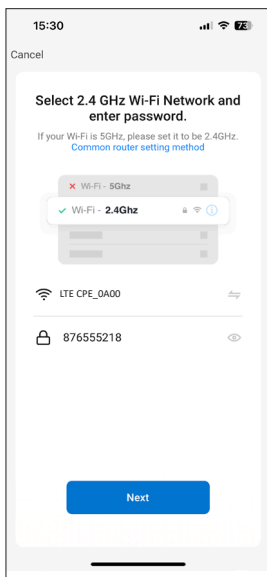 15:30
73
Cancel
Select 2.4 GHz Wi-Fi Network and
enter password.
If your Wi-Fi is 5GHz, please set it to be 2.4GHz.
Common router setting method
Wi-Fi - 5Ghz
Wi-Fi - 2.4Ghz
LTE CPE_0A00
876555218
Next